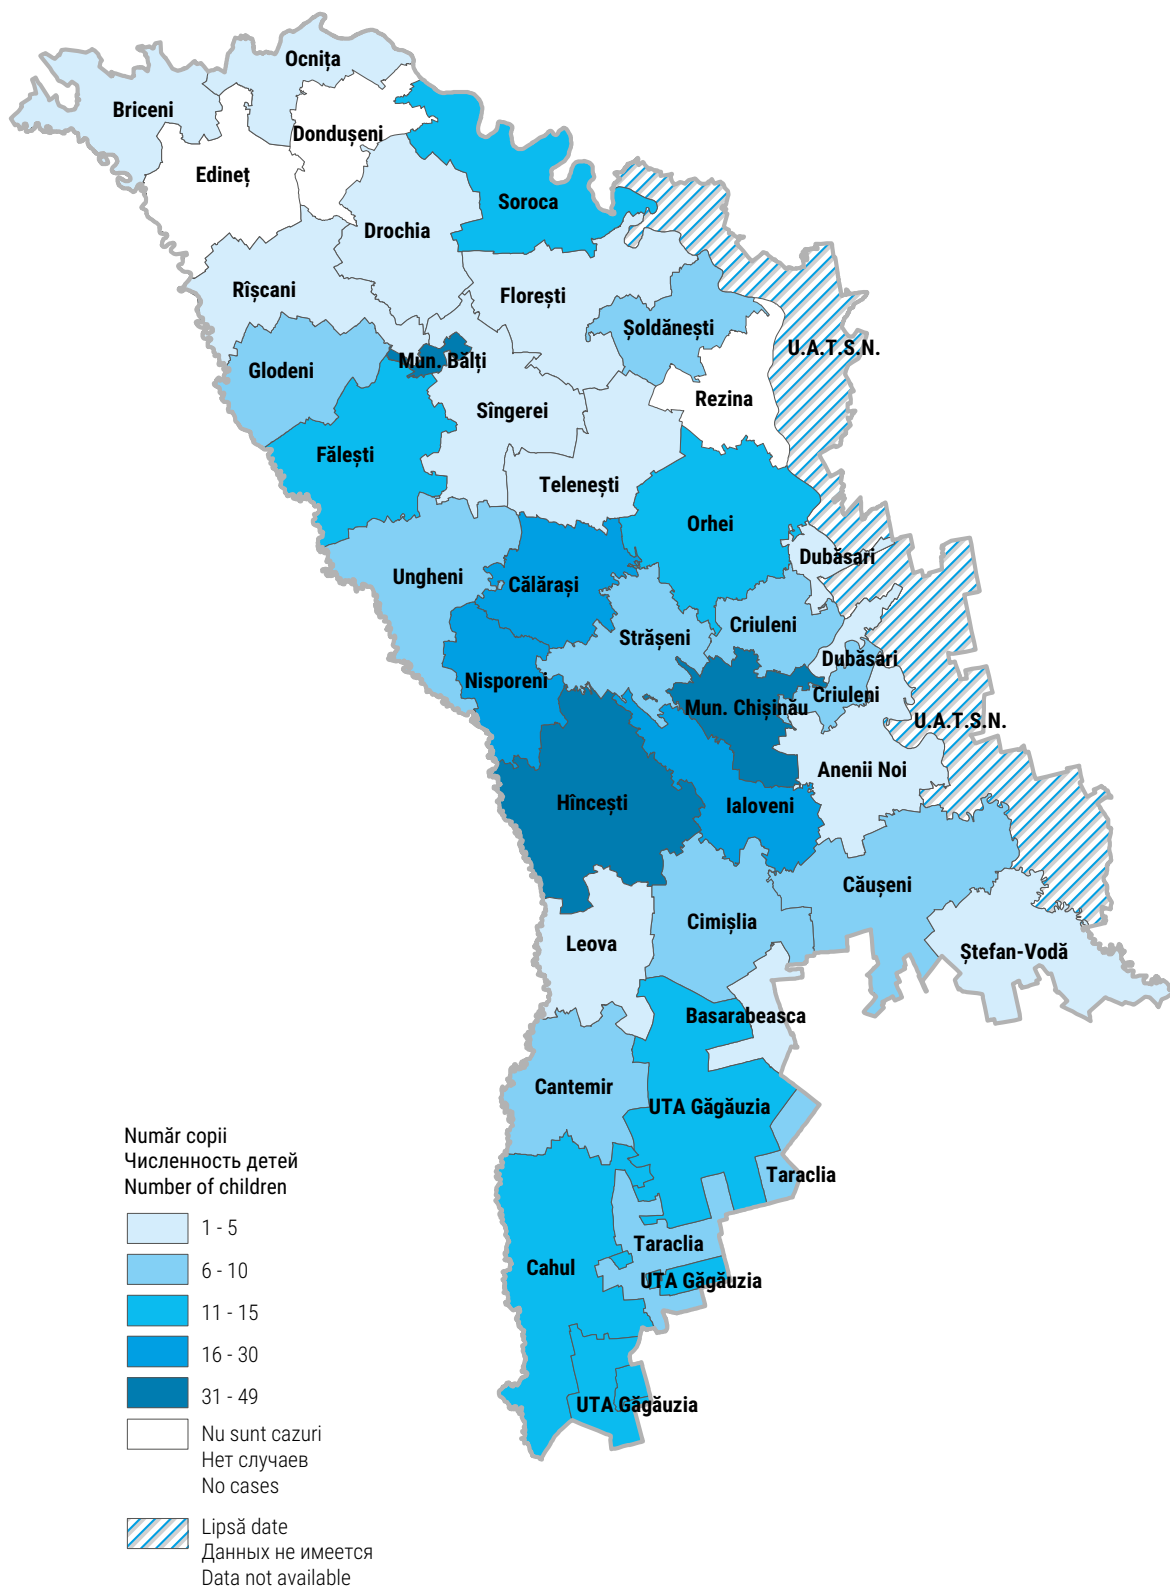 Ocnița
Briceni
Dondușeni
Edineț
Soroca
Drochia
Rîșcani
Florești
Șoldănești
U.A.T.S.N.
Mun. Bălți
Glodeni
Rezina
Sîngerei
Fălești
Telenești
Orhei
Dubăsari
Ungheni
Călărași
Criuleni
Strășeni
Dubăsari
Nisporeni
Criuleni
Mun. Chișinău
U.A.T.S.N.
Anenii Noi
Hîncești
Ialoveni
Căușeni
Cimișlia
Leova
Ștefan-Vodă
Basarabeasca
Cantemir
UTA Găgăuzia
Taraclia
Taraclia
Cahul
UTA Găgăuzia
UTA Găgăuzia
Număr copii
Численность детей
Number of children
1 - 5
6 - 10
11 - 15
16 - 30
31 - 49
Nu sunt cazuri
Нет случаев
No cases
Lipsă date
Данных не имеется
Data not available